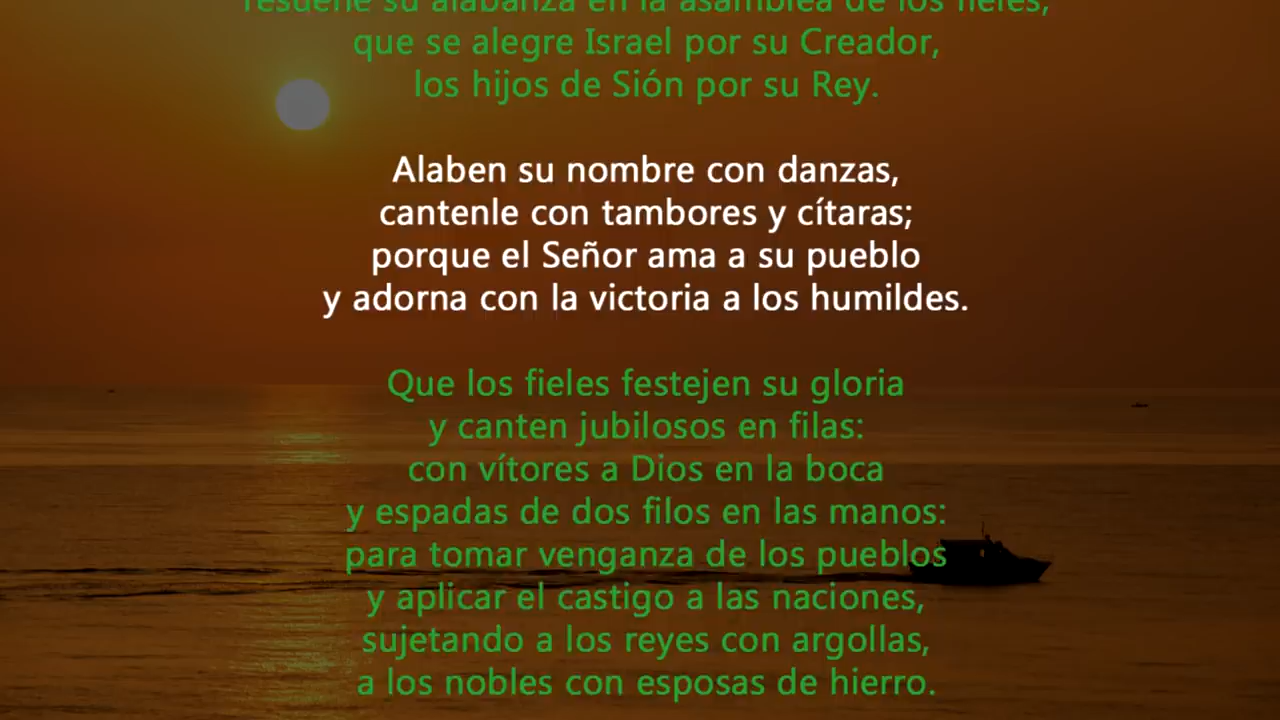 resuene su alabanza en la asamblea de los fieles,
que se alegre Israel por su Creador,
los hijos de Sión por su Rey.
Alaben su nombre con danzas,
cantenle con tambores y cítaras;
porque el Señor ama a su pueblo
y adorna con la victoria a los humildes.
Que los fieles festejen su gloria
y canten jubilosos en filas:
con vítores a Dios en la boca
y espadas de dos filos en las manos:
para tomar venganza de los pueblos
y aplicar el castigo a las naciones,
sujetando a los reyes con argollas,
a los nobles con esposas de hierro.